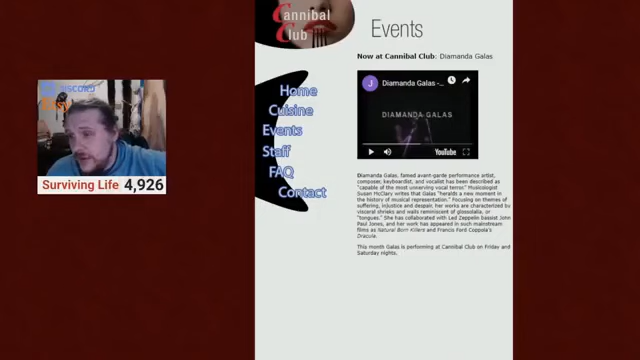 Cannibal
Club
Events
Now at Cannibal Club: Diamanda Galas
Diamanda Galas -...
DIAMANDA GALAS
YouTube
Home
Cuisine
Events
Staff
FAQ
Contact
Surviving Life 4,926
Diamanda Galas, famed avant-garde performance artist,
composer, keyboardist, and vocalist has been described as
"capable of the most unnerving vocal terror." Musicologist
Susan McClary writes that Galas "heralds a new moment in
the history of musical representation." Focusing on themes of
suffering, injustice and despair, her works are characterized by
visceral shrieks and wails reminiscent of glossolalia, or
"tongues." She has collaborated with Led Zeppelin bassist John
Paul Jones, and her work has appeared in such mainstream
films as Natural Born Killers and Francis Ford Coppola's
Dracula.
This month Galas is performing at Cannibal Club on Friday and
Saturday nights.